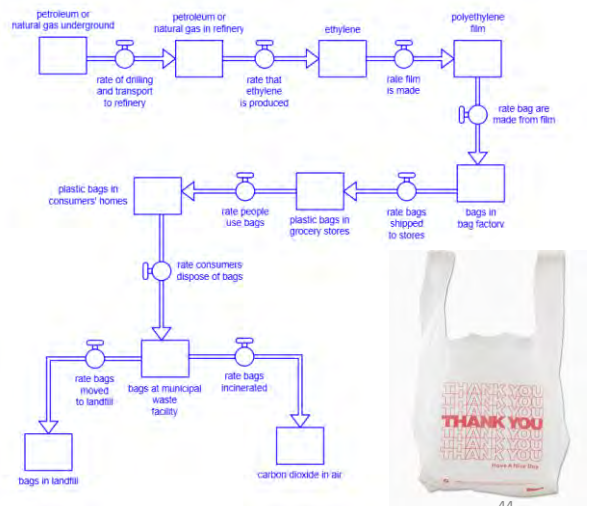 petroleum or
natural gas underground
petroleum or
natural gas in refinery
ethylene
polyethylene
film
rate of drilling
and transport
to refinery
rate that
ethylene
is produced
rate film
is made
rate bag are
made from film
plastic bags in
consumers' homes
rate people
use bags
plastic bags in
grocery stores
rate bags
shipped
to stores
bags in
bag factory
rate consumers
dispose of bags
rate bags
moved
to landfill
bags at municipal
waste
facility
rate bags
incinerated
bags in landfill
carbon dioxide in air
THANK YOU
THANK YOU
THANK YOU
THANK YOU
THANK YOU
THANK YOU
THANK YOU
Have A Nice Day
44